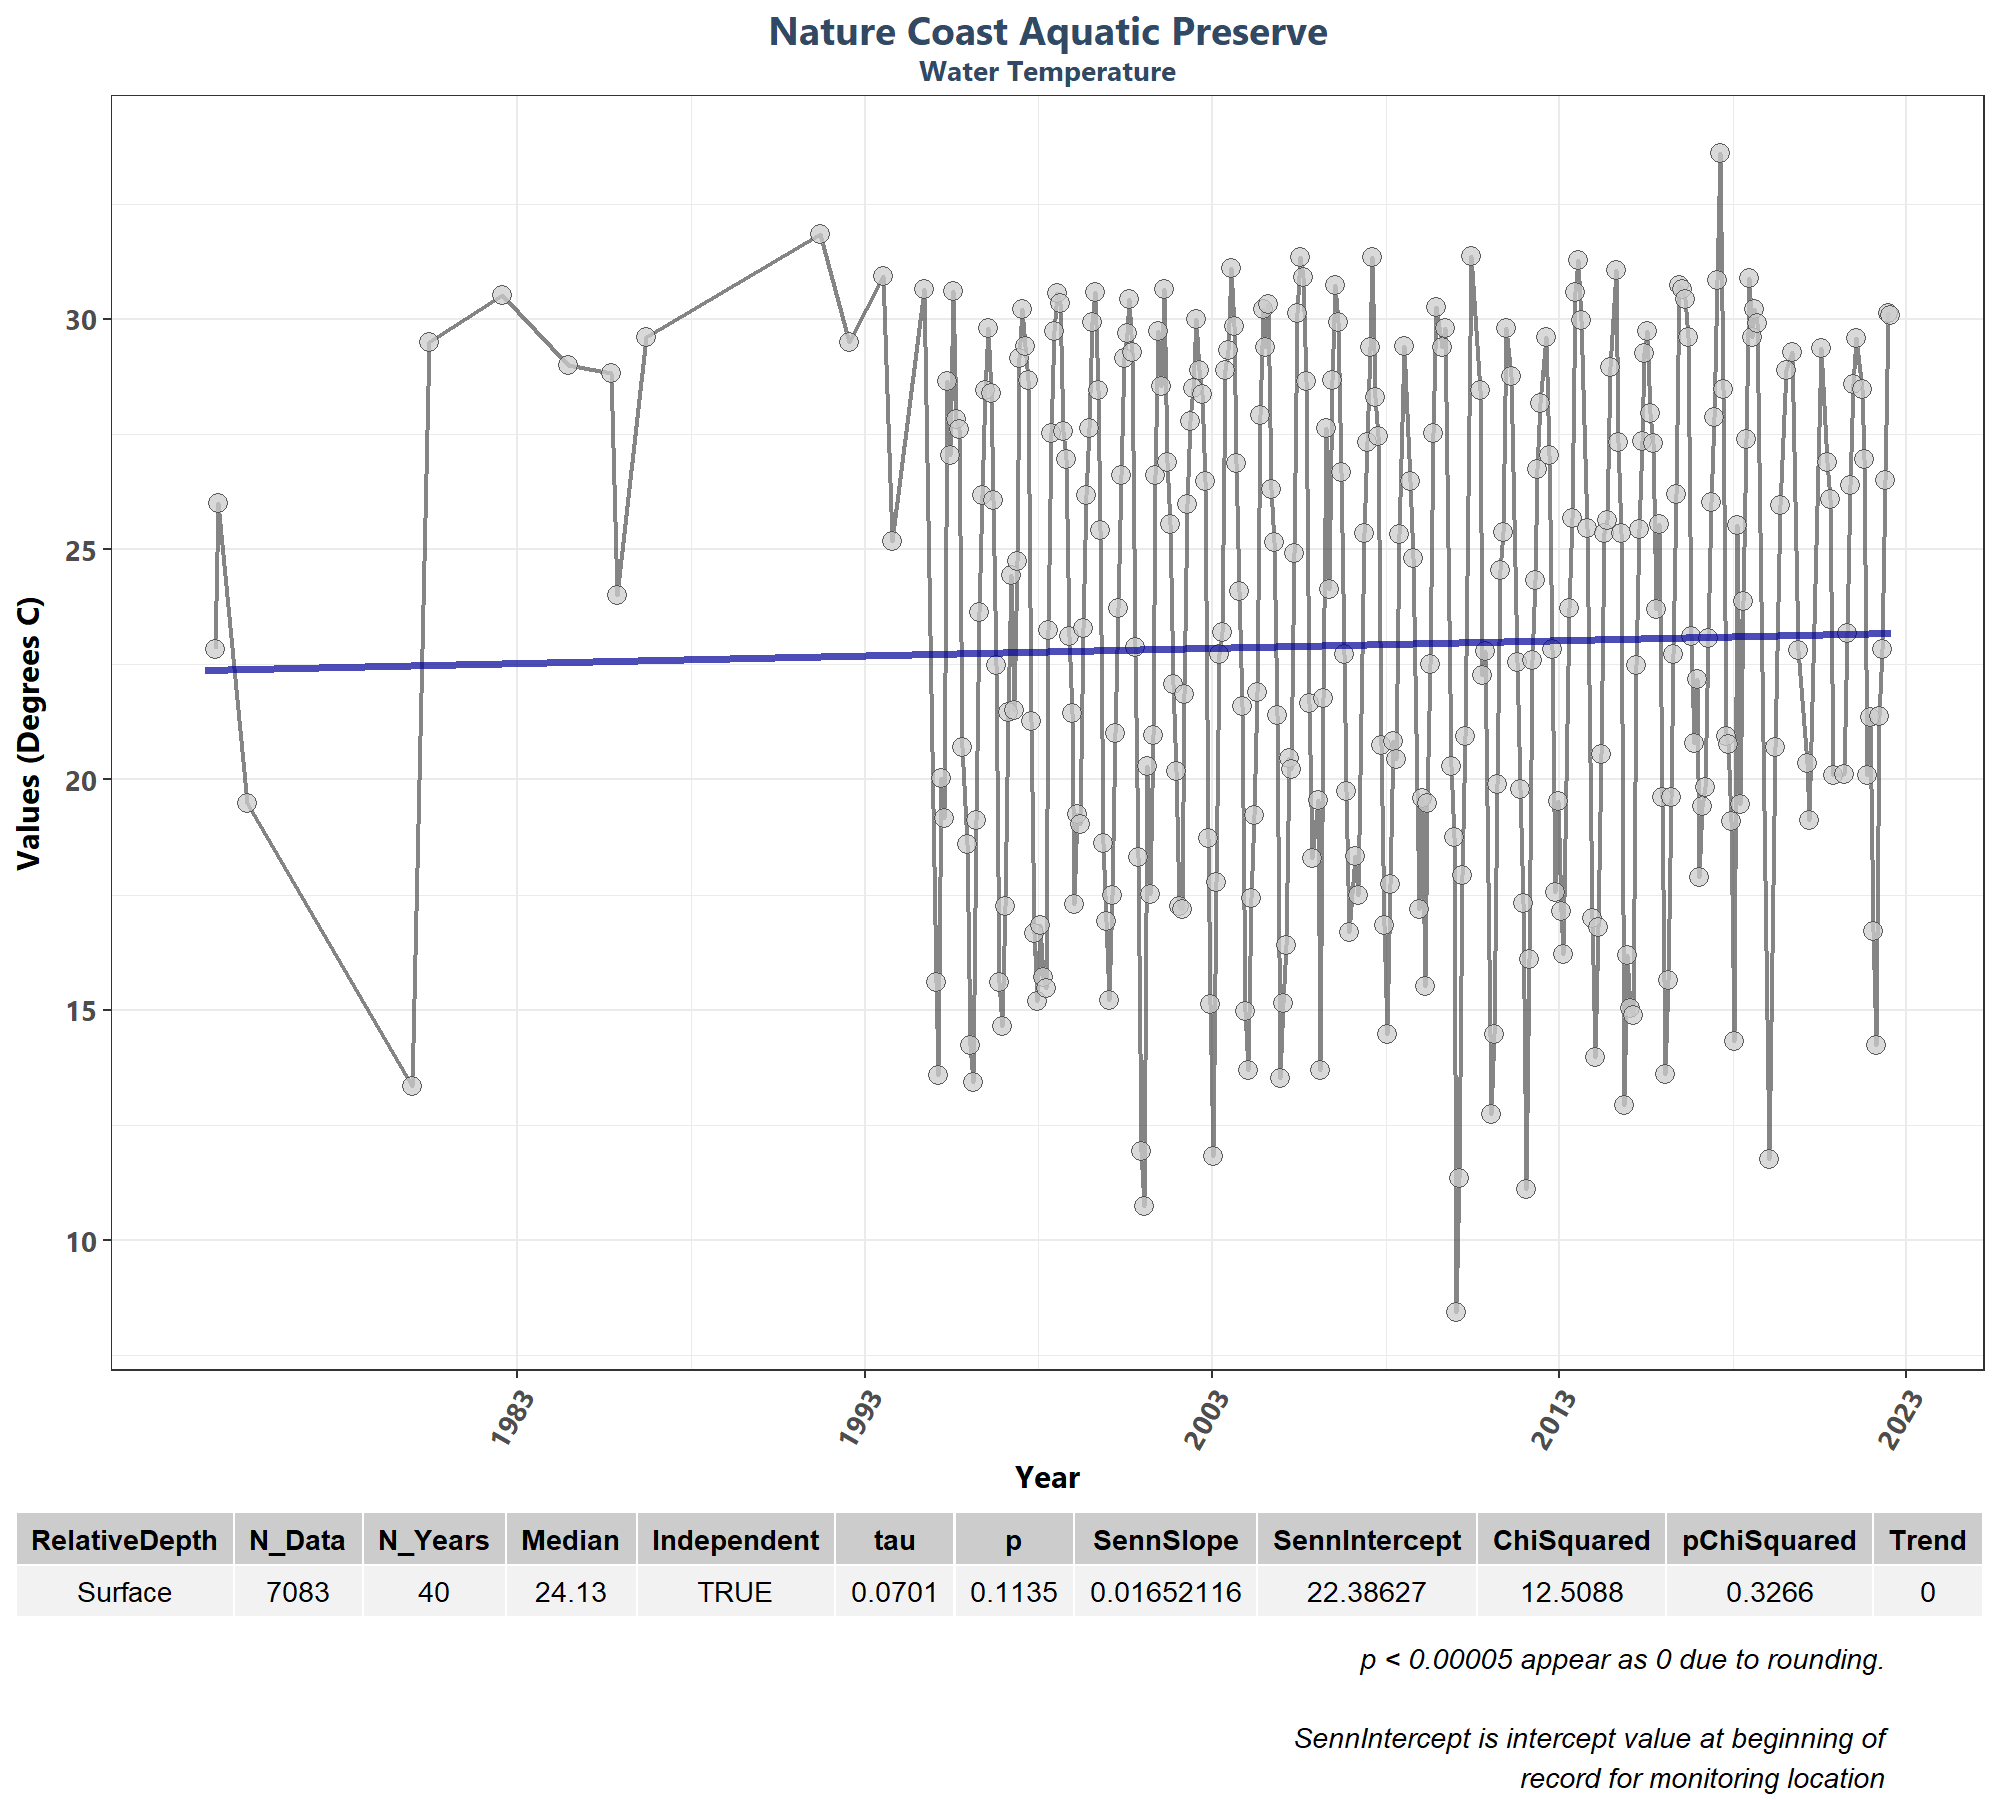 Nature Coast Aquatic Preserve
Water Temperature
Values (Degrees C)
30
25
20
15
10
1983 1993 2003 2013 2023
Year
RelativeDepth N_Data N_Years Median Independent tau p SennSlope SennIntercept ChiSquared pChiSquared Trend
Surface 7083 40 24.13 TRUE 0.0701 0.1135 0.01652116 22.38627 12.5088 0.3266 0
p < 0.00005 appear as 0 due to rounding.
SennIntercept is intercept value at beginning of
record for monitoring location